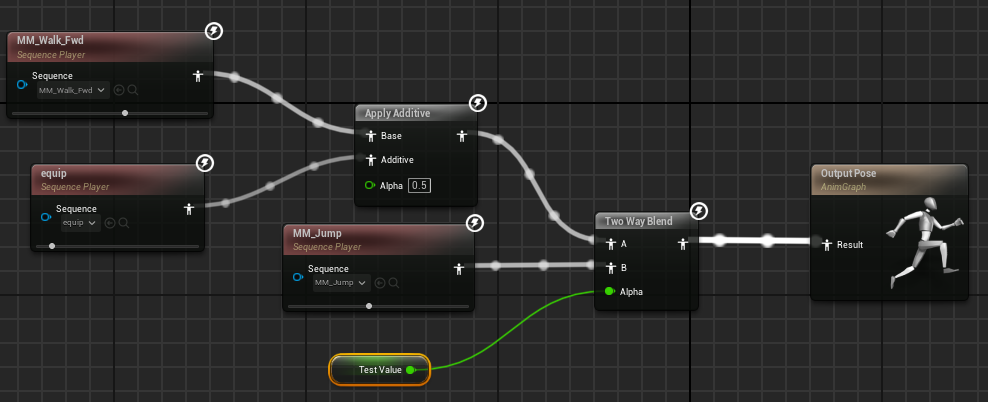 MM_Walk_Fwd
Sequence Player
Sequence
MM_Walk_Fwd
equip
Sequence Player
Sequence
equip
Apply Additive
Base
Additive
Alpha 0.5
MM_Jump
Sequence Player
Sequence
MM_Jump
Test Value
Two Way Blend
A
B
Alpha
Output Pose
AnimGraph
Result